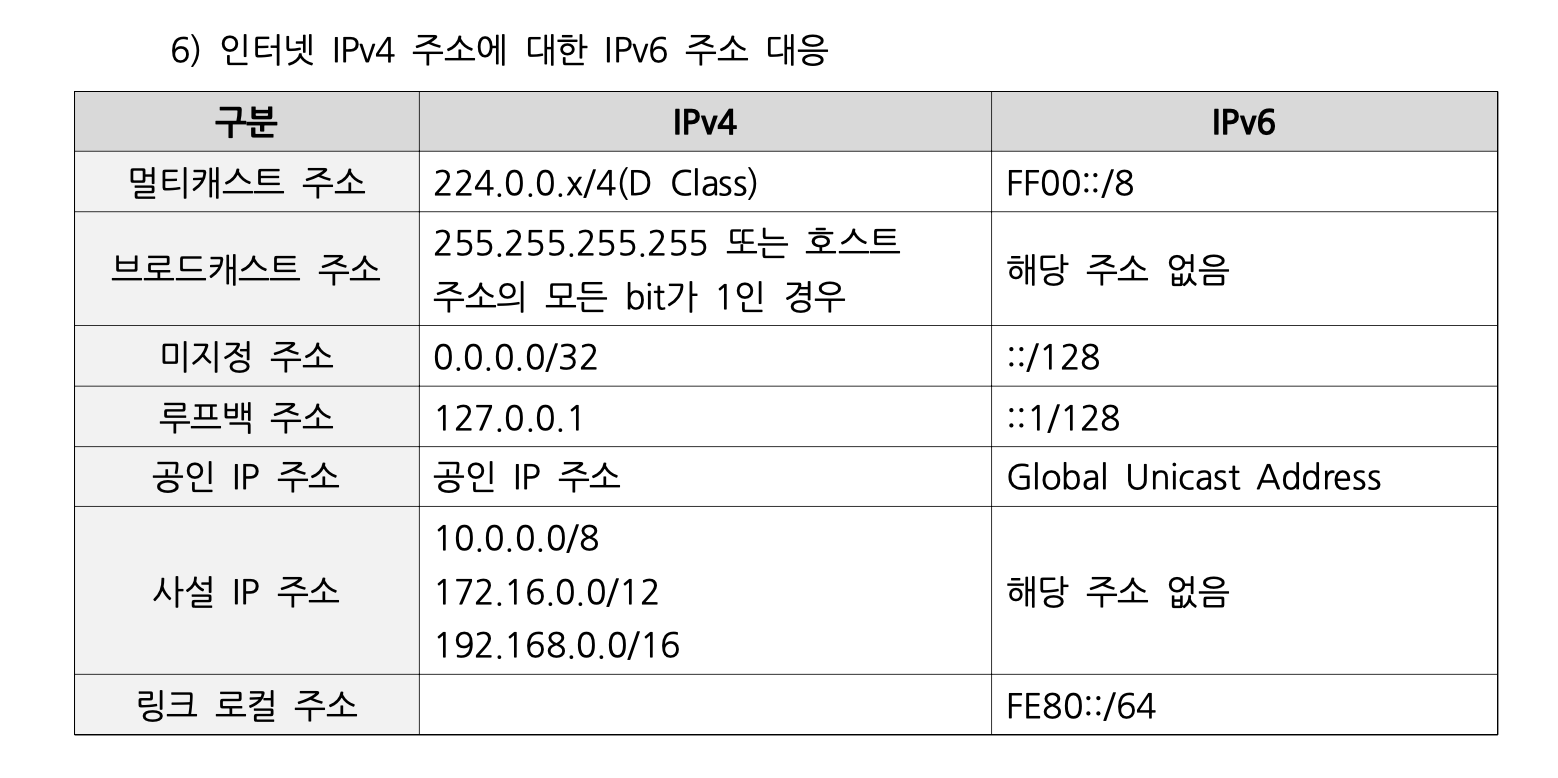 6) 인터넷 IPv4 주소에 대한 IPv6 주소 대응
구분 IPv4 IPv6
멀티캐스트 주소 224.0.0.x/4(D Class) FF00::/8
브로드캐스트 주소 255.255.255.255 또는 호스트
주소의 모든 bit가 1인 경우 해당 주소 없음
미지정 주소 0.0.0.0/32 ::/128
루프백 주소 127.0.0.1 ::1/128
공인 IP 주소 공인 IP 주소 Global Unicast Address
사설 IP 주소 10.0.0.0/8
172.16.0.0/12
192.168.0.0/16 해당 주소 없음
링크 로컬 주소 FE80::/64